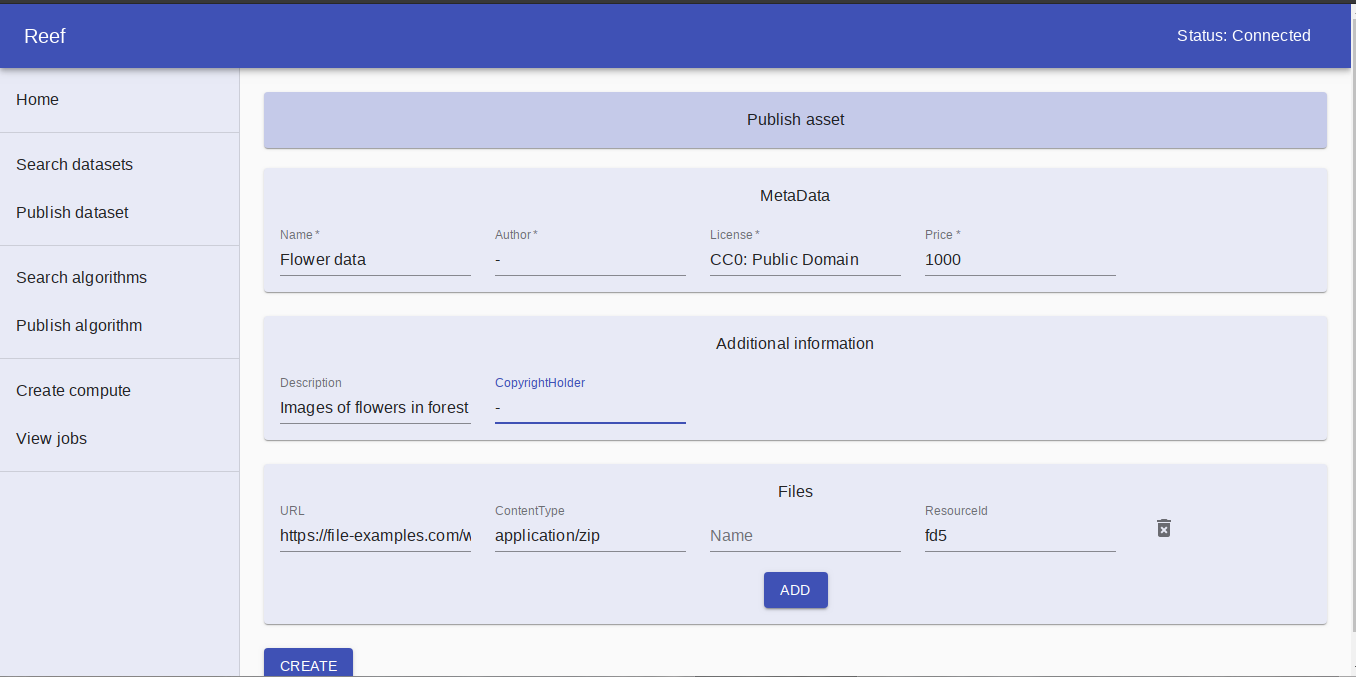 Reef
Status: Connected
Home
Search datasets
Publish dataset
Search algorithms
Publish algorithm
Create compute
View jobs
Publish asset
MetaData
Name *
Author *
License *
Price *
Flower data
-
CC0: Public Domain
1000
Additional information
Description
CopyrightHolder
Images of flowers in forest
-
Files
URL
ContentType
ResourceId
https://file-examples.com/w
application/zip
Name
fd5
ADD
CREATE